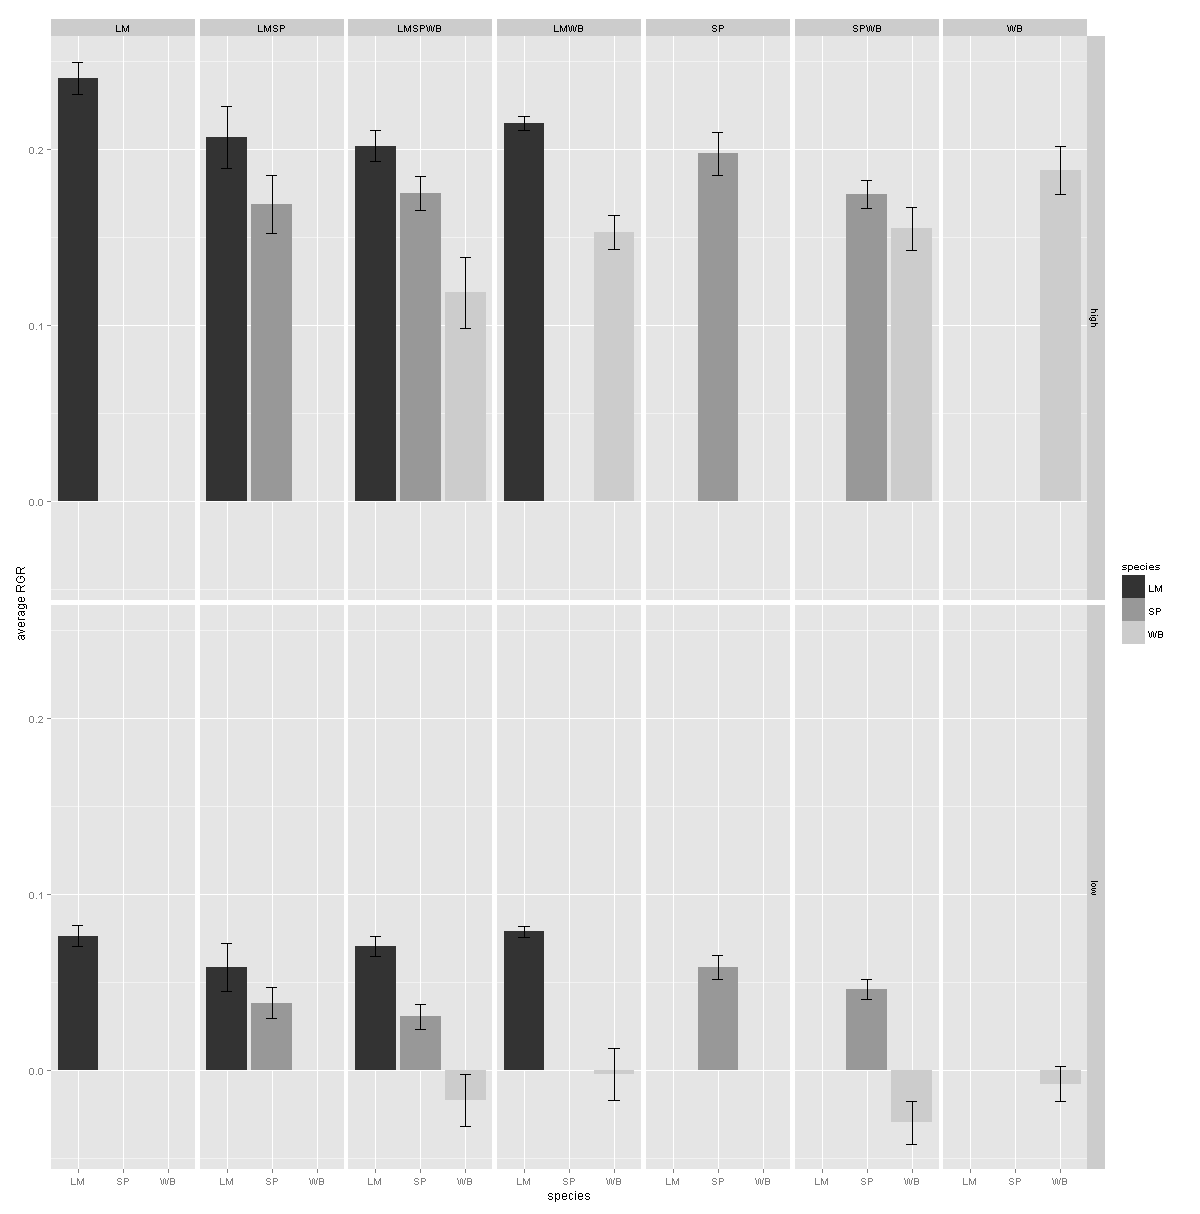 LM LMSP LMSPWB LMWB SP SPWB WB
0.2
0.1
0.0
high
average RGR
0.2
0.1
0.0
low
LM SP WB LM SP WB LM SP WB LM SP WB LM SP WB LM SP WB LM SP WB
species
species
LM
SP
WB